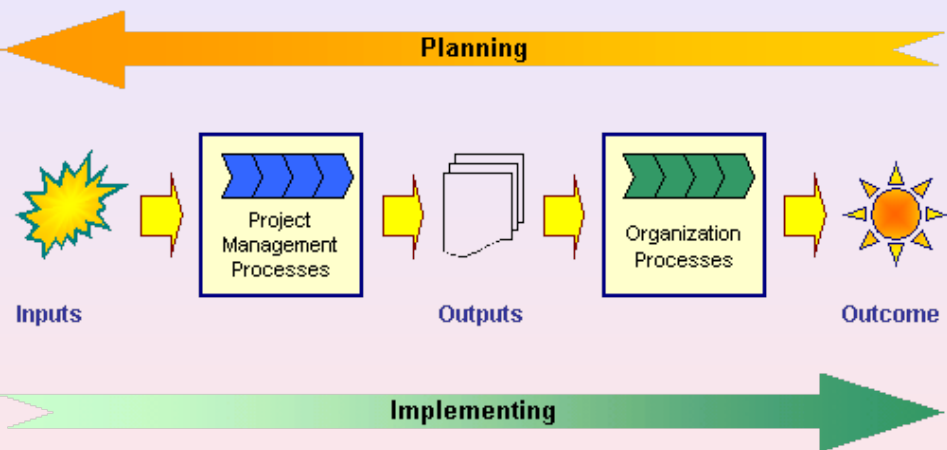 Planning
Project
Management
Processes
Organization
Processes
Inputs
Outputs
Outcome
Implementing